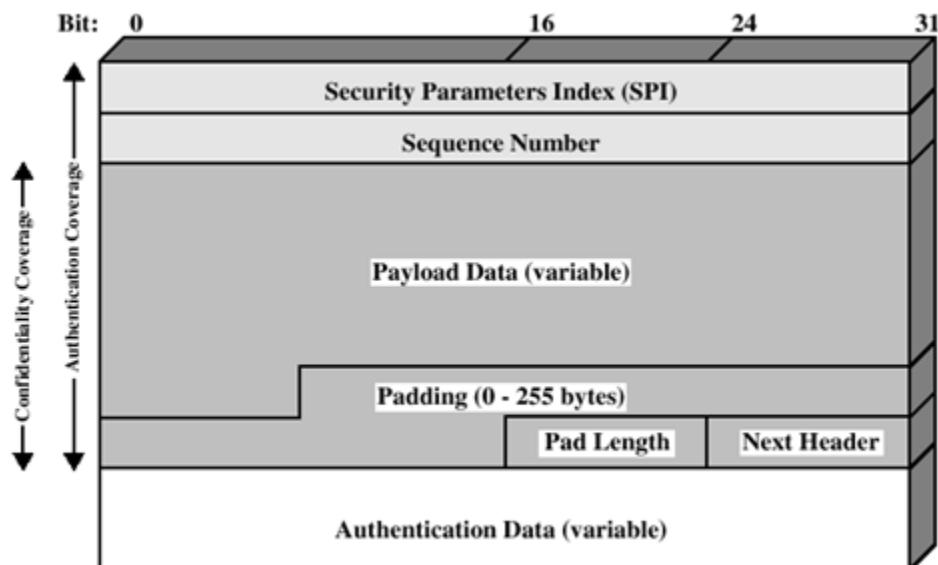 Bit: 0 16 24 31
Security Parameters Index (SPI)
Sequence Number
Confidentiality Coverage
Authentication Coverage
Payload Data (variable)
Padding (0 - 255 bytes)
Pad Length Next Header
Authentication Data (variable)